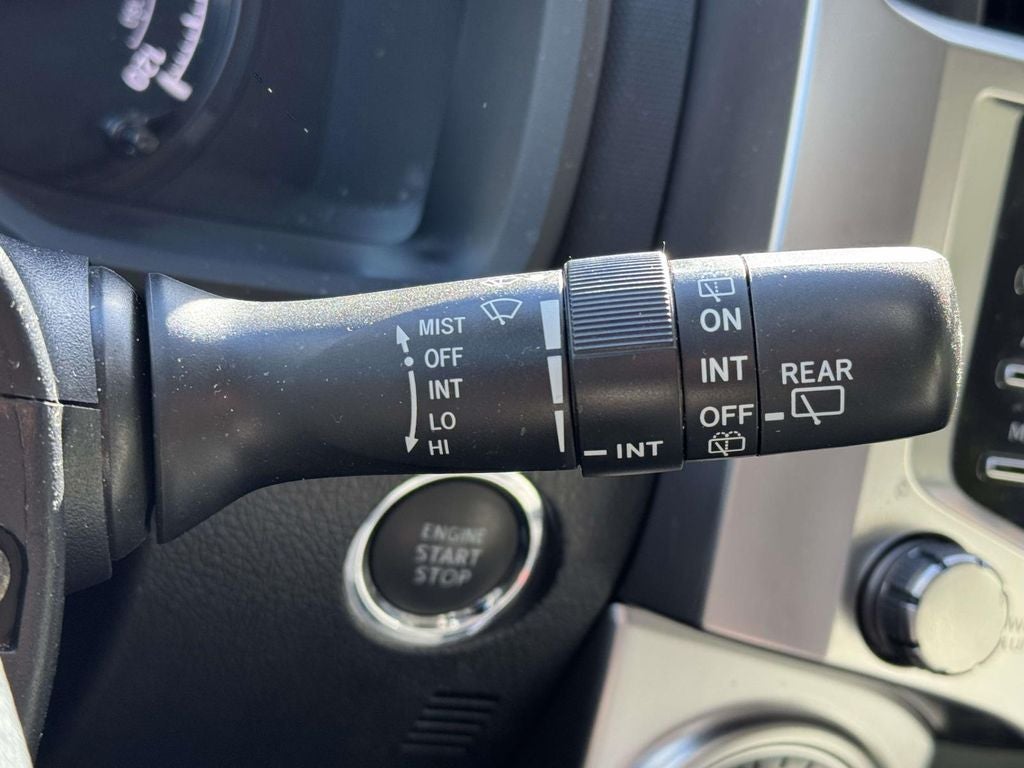 MIST
OFF
INT
LO
HI
INT
ON
INT
OFF
REAR
ENGINE
START
STOP